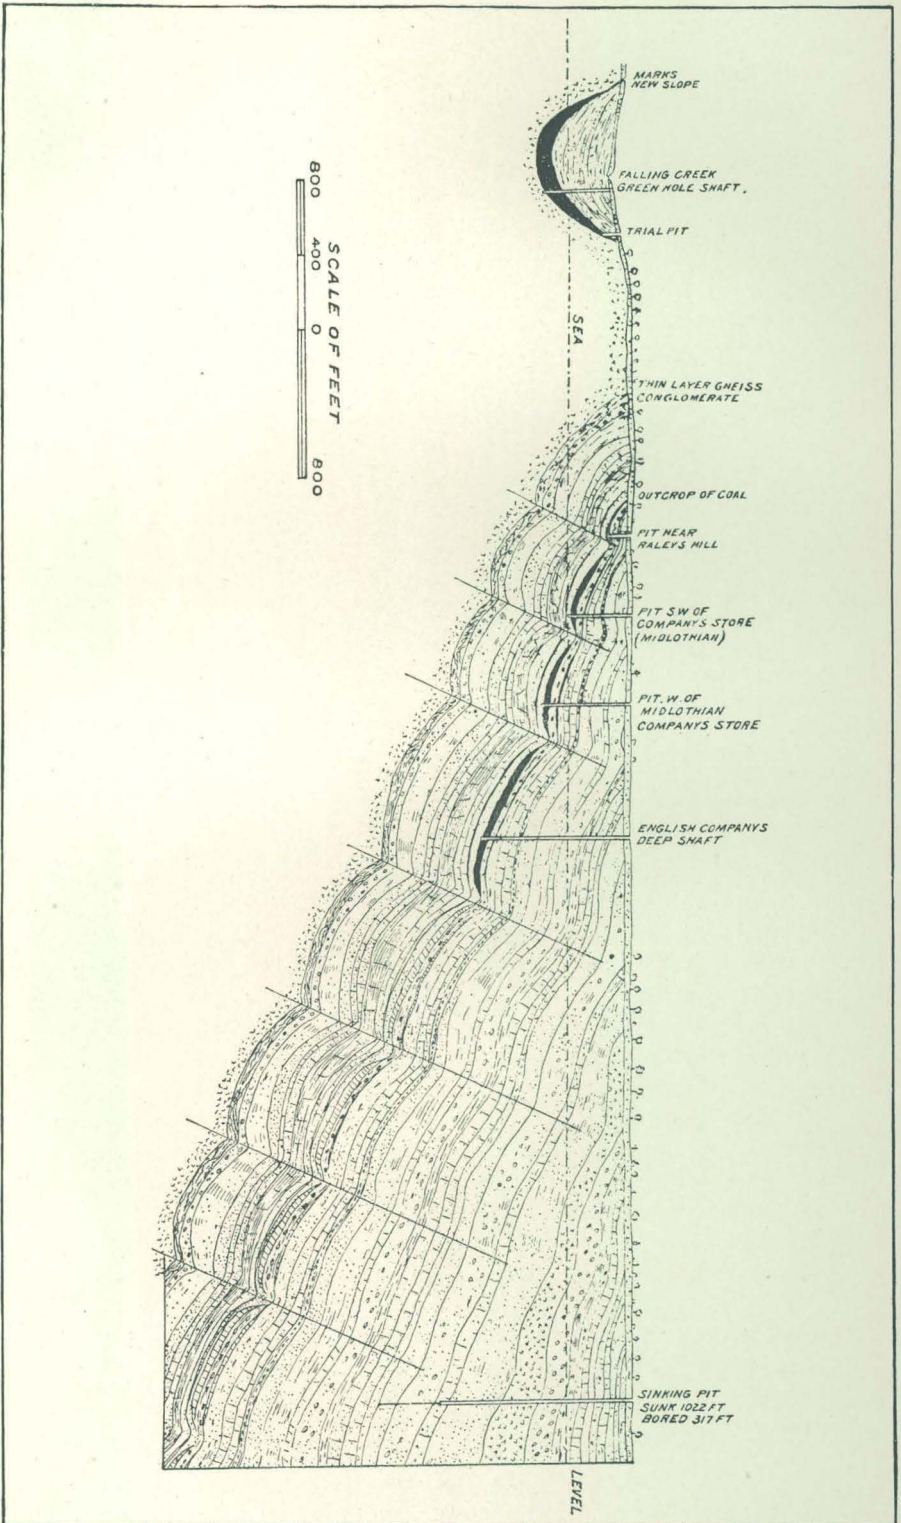 MARKS
NEW SLOPE
FALLING CREEK
GREEN HOLE SHAFT.
TRIAL PIT
800
400
0
800
SCALE OF FEET
SEA
THIN LAYER GNEISS
CONGLOMERATE
OUTCROP OF COAL
PIT NEAR
RALEYS MILL
PIT SW OF
COMPANYS STORE
(MIDLOTHIAN)
PIT. W. OF
MIDLOTHIAN
COMPANYS STORE
ENGLISH COMPANYS
DEEP SHAFT
SINKING PIT
SUNK 1022 FT
BORED 317 FT
LEVEL